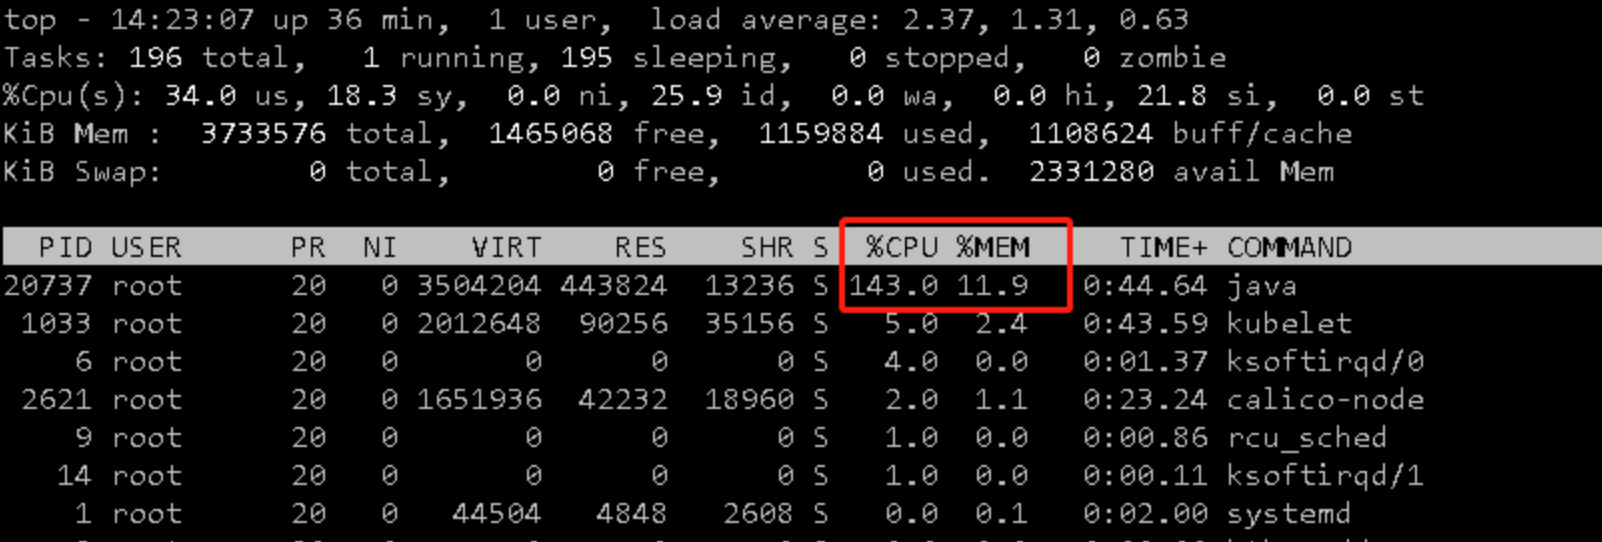 top - 14:23:07 up 36 min,  1 user,  load average: 2.37, 1.31, 0.63
Tasks: 196 total,   1 running, 195 sleeping,   0 stopped,   0 zombie
%Cpu(s): 34.0 us, 18.3 sy,  0.0 ni, 25.9 id,  0.0 wa,  0.0 hi, 21.8 si,  0.0 st
KiB Mem :  3733576 total,  1465068 free,  1159884 used,  1108624 buff/cache
KiB Swap:        0 total,        0 free,        0 used.  2331280 avail Mem
  PID USER      PR  NI    VIRT    RES    SHR S  %CPU %MEM     TIME+ COMMAND
20737 root      20   0 3504204 443824  13236 S 143.0 11.9   0:44.64 java
 1033 root      20   0 2012648  90256  35156 S   5.0  2.4   0:43.59 kubelet
    6 root      20   0       0      0      0 S   4.0  0.0   0:01.37 ksoftirqd/0
 2621 root      20   0 1651936  42232  18960 S   2.0  1.1   0:23.24 calico-node
    9 root      20   0       0      0      0 S   1.0  0.0   0:00.86 rcu_sched
   14 root      20   0       0      0      0 S   1.0  0.0   0:00.11 ksoftirqd/1
    1 root      20   0   44504   4848   2608 S   0.0  0.1   0:02.00 systemd